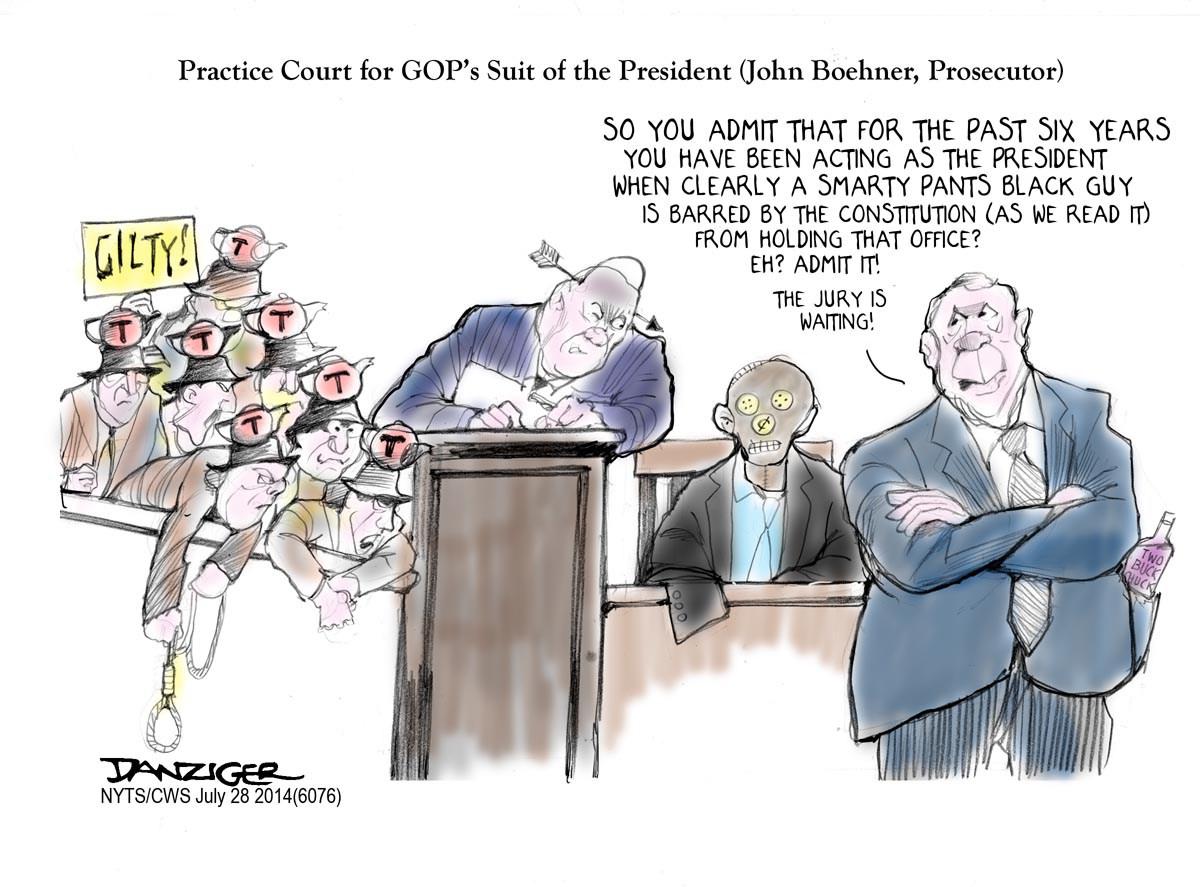 Practice Court for GOP's Suit of the President (John Boehner, Prosecutor)
SO YOU ADMIT THAT FOR THE PAST SIX YEARS
YOU HAVE BEEN ACTING AS THE PRESIDENT
WHEN CLEARLY A SMARTY PANTS BLACK GUY
IS BARRED BY THE CONSTITUTION (AS WE READ IT)
FROM HOLDING THAT OFFICE?
EH? ADMIT IT!
THE JURY IS
WAITING!
GILTY!
T
T
T
T
T
T
T
¢
TWO
BUCK
CHUCK
DANZIGER
NYTS/CWS July 28 2014(6076)